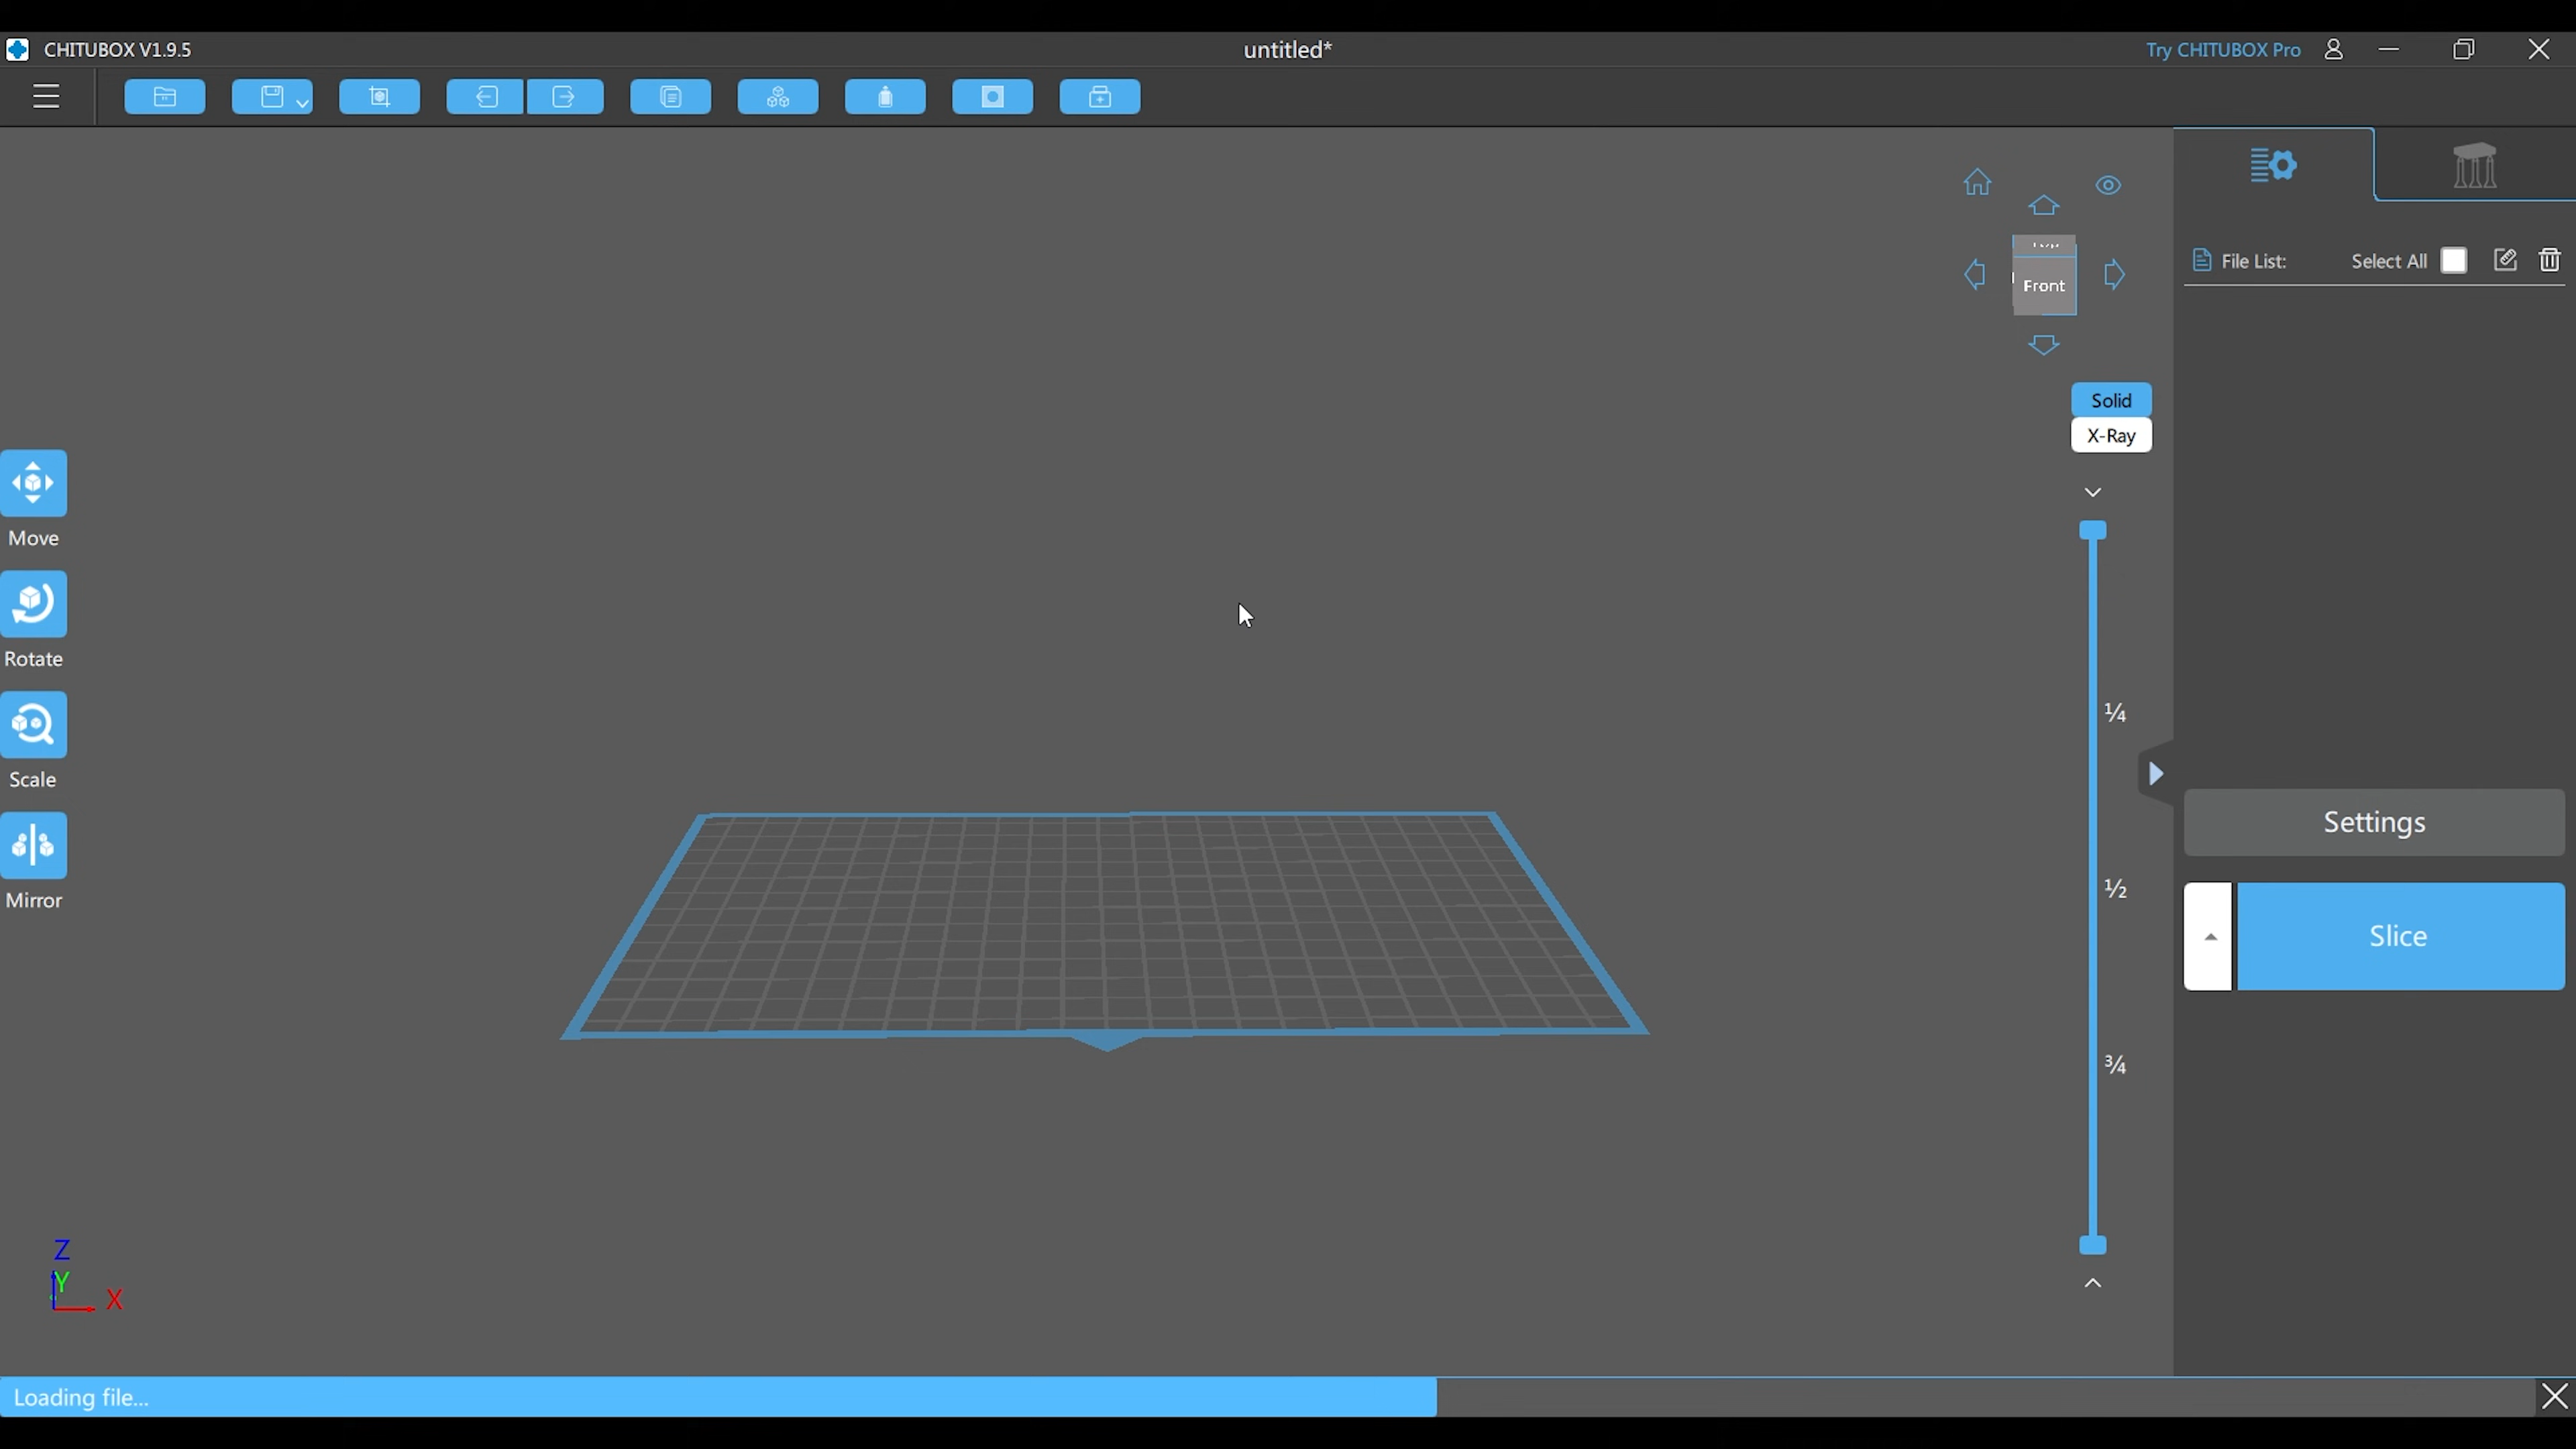 CHITUBOX V1.9.5
untitled*
Try CHITUBOX Pro
File List:
Select All
Front
Solid
X-Ray
Move
Rotate
Scale
Mirror
¼
½
¾
Settings
Slice
Z
Y
X
Loading file...